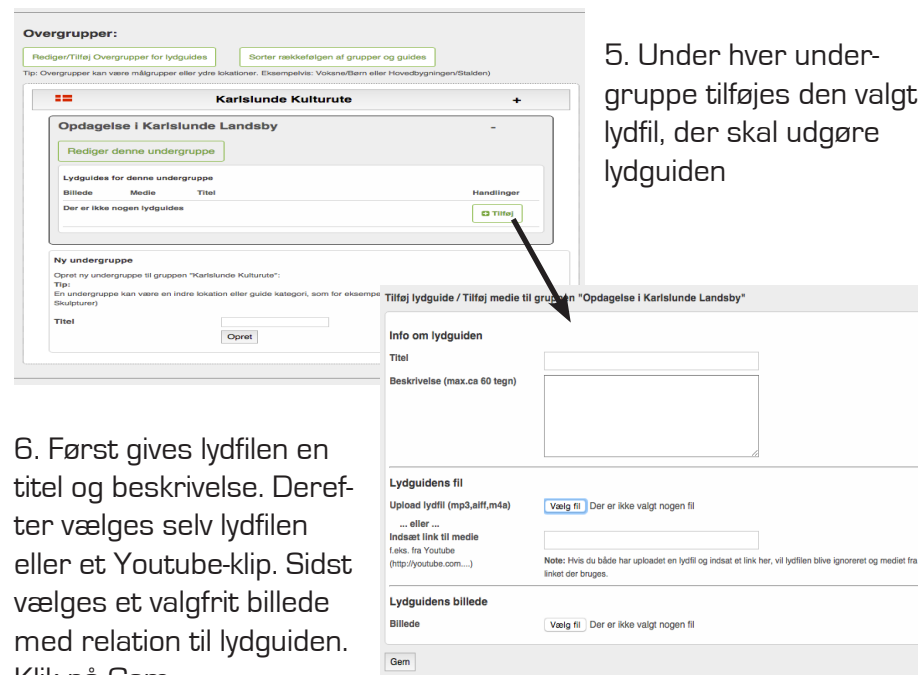 Overgrupper:
Rediger/Tilføj Overgrupper for lydguides
Sorter rækkefølgen af grupper og guides
Tip: Overgrupper kan være målgrupper eller ydre lokationer. Eksempelvis: Voksne/Børn eller Hovedbygningen/Stalden)
Karlslunde Kulturute +
Opdagelse i Karlslunde Landsby -
Rediger denne undergruppe
Lydguides for denne undergruppe
Billede Medie Titel Handlinger
Der er ikke nogen lydguides
Tilføj
Ny undergruppe
Opret ny undergruppe til gruppen "Karlslunde Kulturute":
Tip:
En undergruppe kan være en indre lokation eller guide kategori, som for eksempe
Skulpturer)
Titel
Opret
5. Under hver under-
gruppe tilføjes den valgt
lydfil, der skal udgøre
lydguiden
6. Først gives lydfilen en
titel og beskrivelse. Deref-
ter vælges selv lydfilen
eller et Youtube-klip. Sidst
vælges et valgfrit billede
med relation til lydguiden.
Klik på Gem
Tilføj lydguide / Tilføj medie til gruppen "Opdagelse i Karlslunde Landsby"
Info om lydguiden
Titel
Beskrivelse (max.ca 60 tegn)
Lydguidens fil
Upload lydfil (mp3,aiff,m4a)
Vælg fil Der er ikke valgt nogen fil
... eller ...
Indsæt link til medie
f.eks. fra Youtube
(http://youtube.com....)
Note: Hvis du både har uploadet en lydfil og indsat et link her, vil lydfilen blive ignoreret og mediet fra
linket der bruges.
Lydguidens billede
Billede
Vælg fil Der er ikke valgt nogen fil
Gem